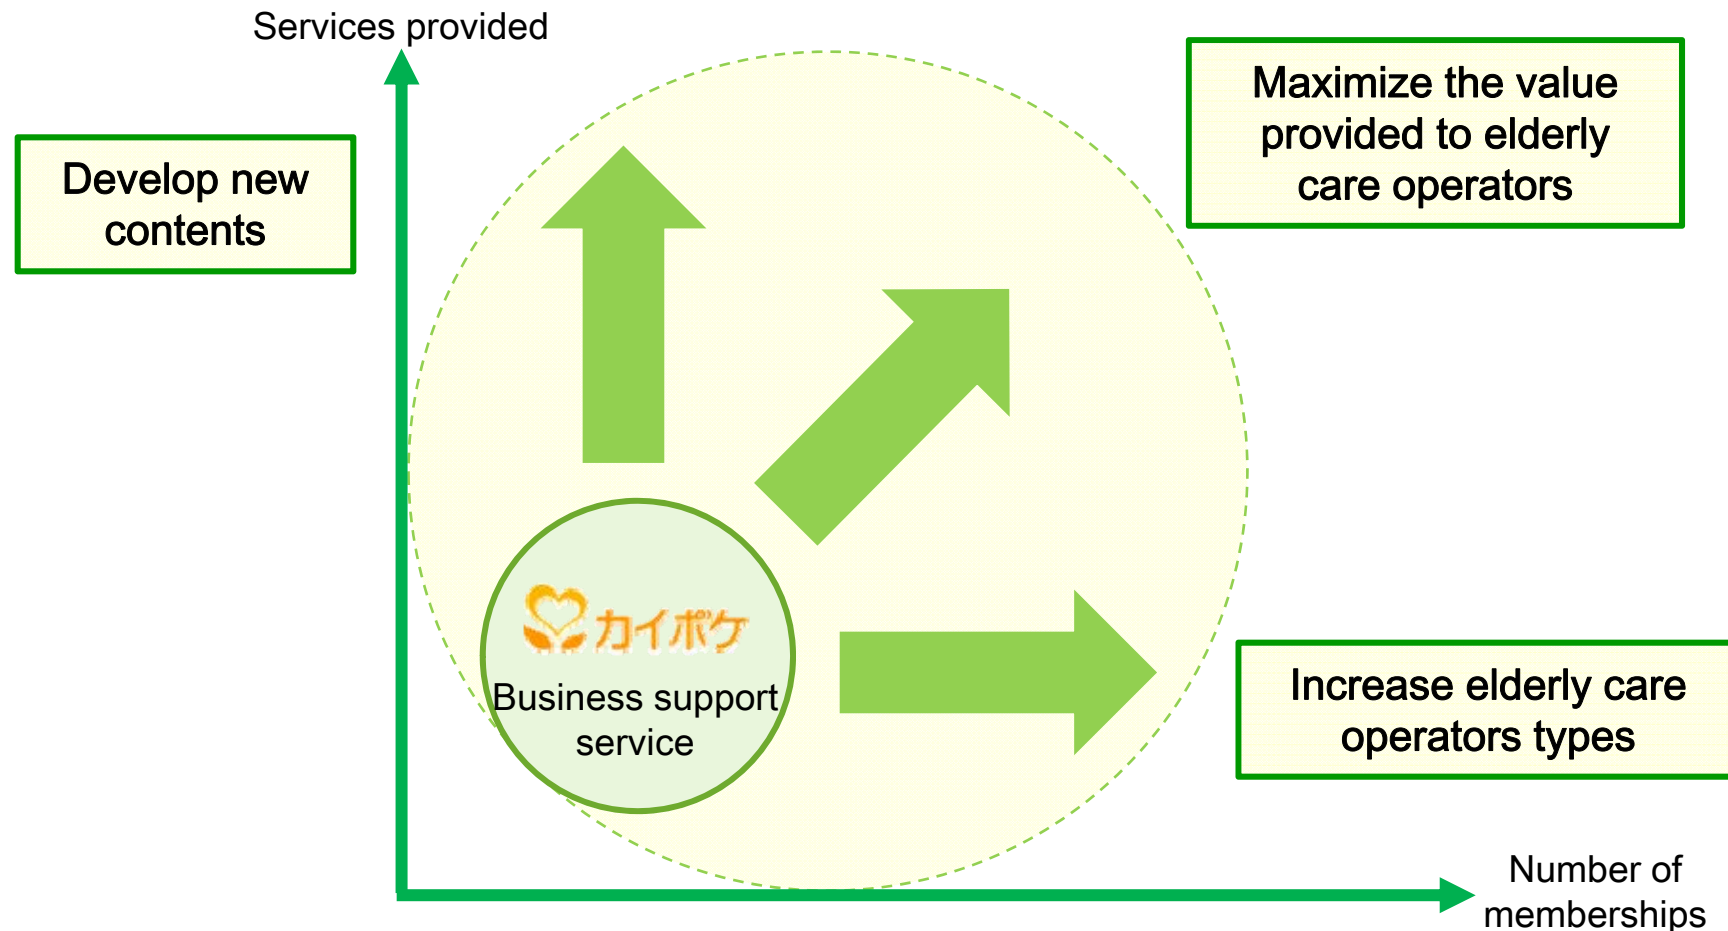 Services provided
Develop new
contents
Maximize the value
provided to elderly
care operators
カイポケ
Business support
service
Increase elderly care
operators types
Number of
memberships